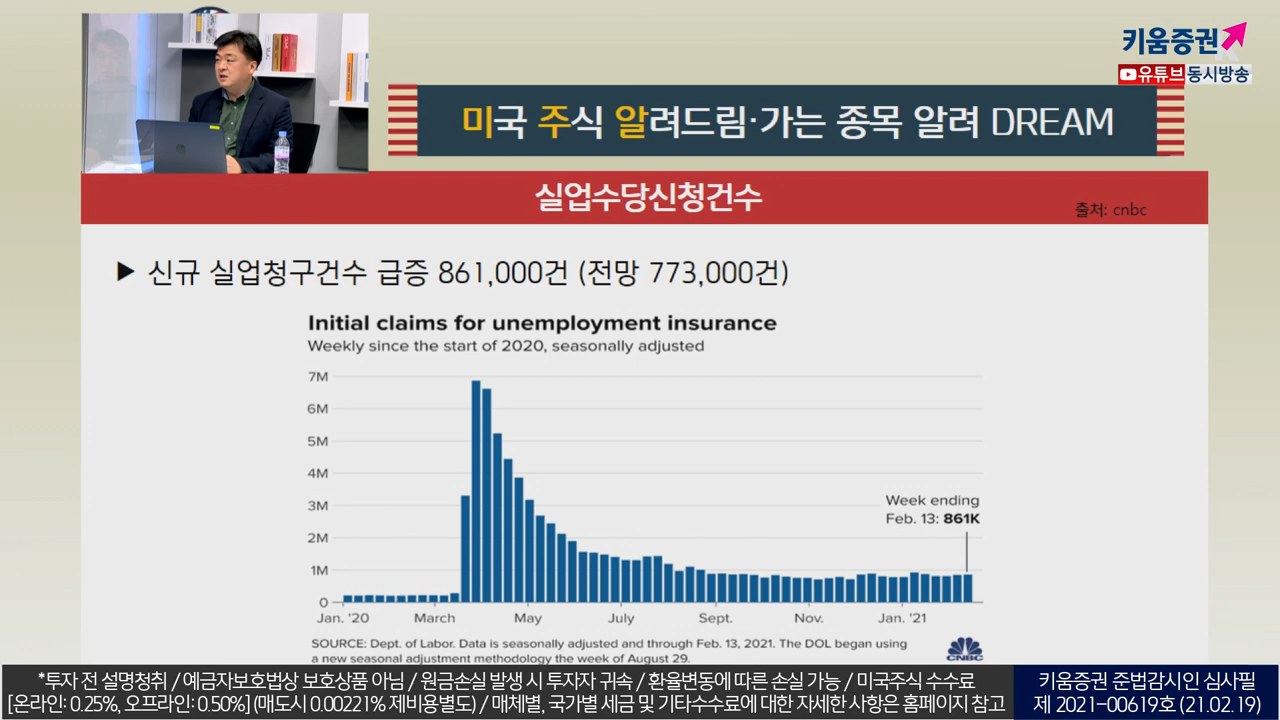 키움증권
유튜브 동시방송
미국 주식 알려드림·가는 종목 알려 DREAM
실업수당신청건수
출처: cnbc
▶ 신규 실업청구건수 급증 861,000건 (전망 773,000건)
Initial claims for unemployment insurance
Weekly since the start of 2020, seasonally adjusted
7M
6M
5M
4M
3M
2M
1M
0
Week ending
Feb. 13: 861K
Jan. '20 March May July Sept. Nov. Jan. '21
SOURCE: Dept. of Labor. Data is seasonally adjusted and through Feb. 13, 2021. The DOL began using
a new seasonal adjustment methodology the week of August 29.
CNBC
*투자 전 설명청취 / 예금자보호법상 보호상품 아님 / 원금손실 발생 시 투자자 귀속 / 환율변동에 따른 손실 가능 / 미국주식 수수료
[온라인: 0.25%, 오프라인: 0.50%] (매도시 0.00221% 제비용별도) / 매체별, 국가별 세금 및 기타수수료에 대한 자세한 사항은 홈페이지 참고
키움증권 준법감시인 심사필
제 2021-00619호 (21.02.19)